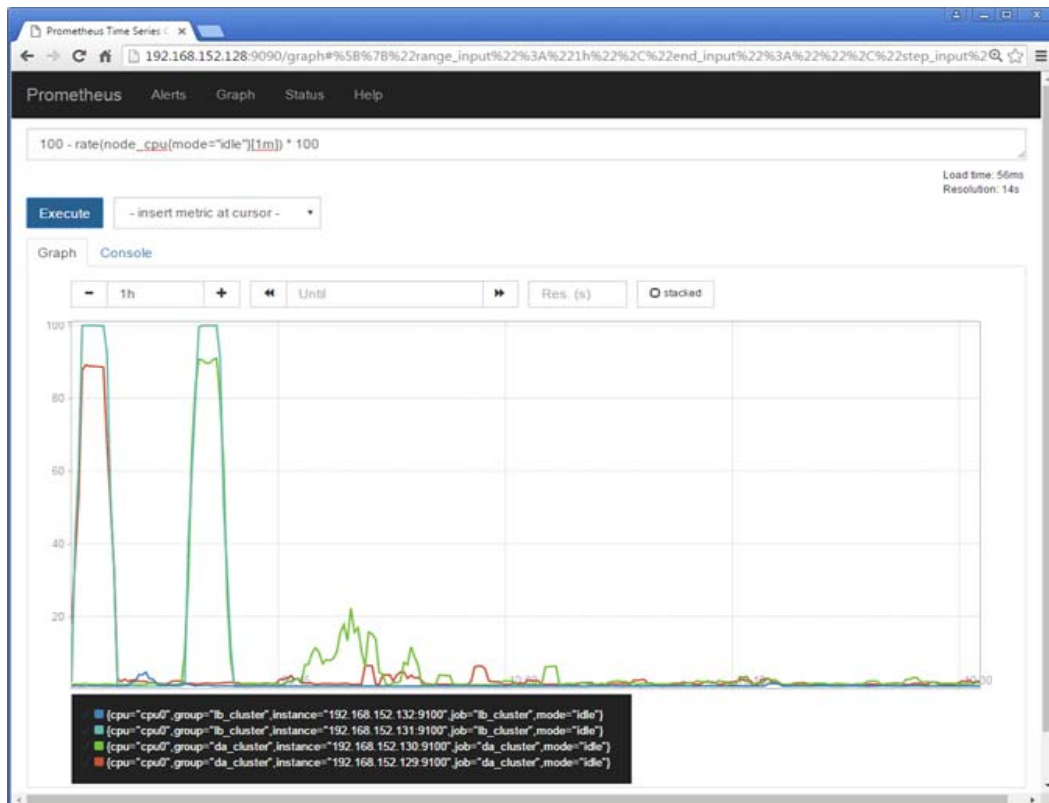 Prometheus Time Series C
192.168.152.128:9090/graph#%5B%7B%22range_input%22%3A%221h%22%2C%22end_input%22%3A%22%22%2C%22step_input%2
Prometheus Alerts Graph Status Help
100 - rate(node_cpu{mode="idle"}[1m]) * 100
Load time: 56ms
Resolution: 14s
Execute - insert metric at cursor -
Graph Console
1h Until Res. (s) stacked
100
80
60
40
20
{cpu="cpu0",group="lb_cluster",instance="192.168.152.132:9100",job="lb_cluster",mode="idle"}
{cpu="cpu0",group="lb_cluster",instance="192.168.152.131:9100",job="lb_cluster",mode="idle"}
{cpu="cpu0",group="da_cluster",instance="192.168.152.130:9100",job="da_cluster",mode="idle"}
{cpu="cpu0",group="da_cluster",instance="192.168.152.129:9100",job="da_cluster",mode="idle"}